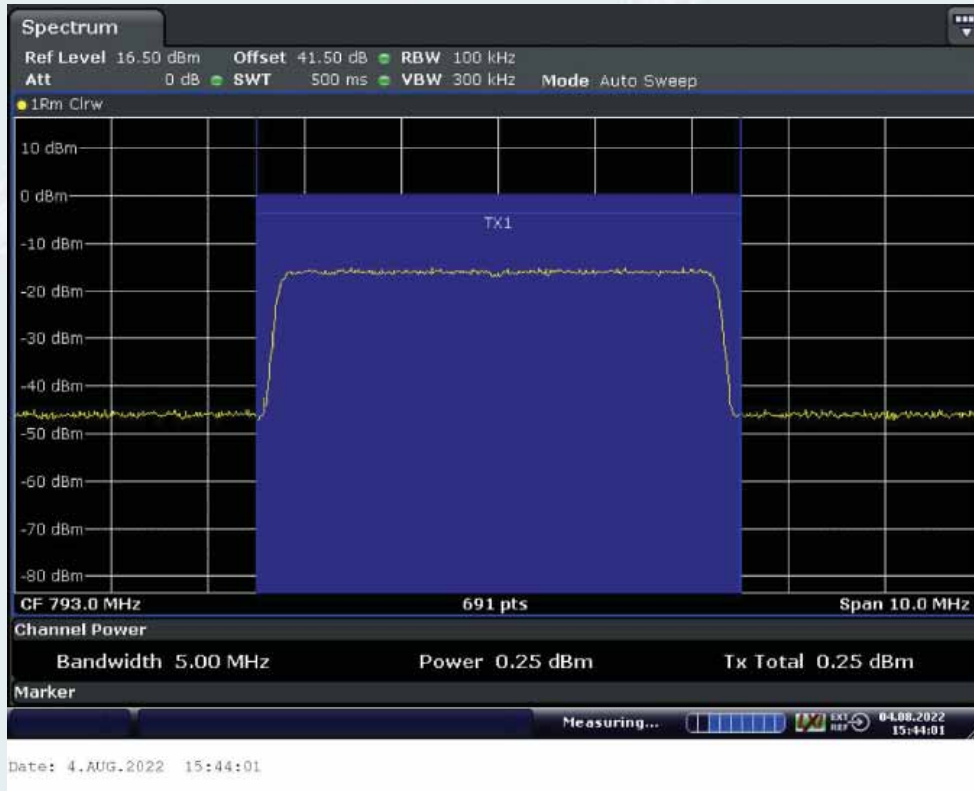 Spectrum
Ref Level 16.50 dBm Offset 41.50 dB RBW 100 kHz
Att 0 dB SWT 500 ms VBW 300 kHz Mode Auto Sweep
1Rm Clrw
10 dBm
0 dBm
TX1
-10 dBm
-20 dBm
-30 dBm
-40 dBm
-50 dBm
-60 dBm
-70 dBm
-80 dBm
CF 793.0 MHz 691 pts Span 10.0 MHz
Channel Power
Bandwidth 5.00 MHz Power 0.25 dBm Tx Total 0.25 dBm
Marker
Measuring... LXI EXT REF 04.08.2022
15:44:01
Date: 4.AUG.2022 15:44:01